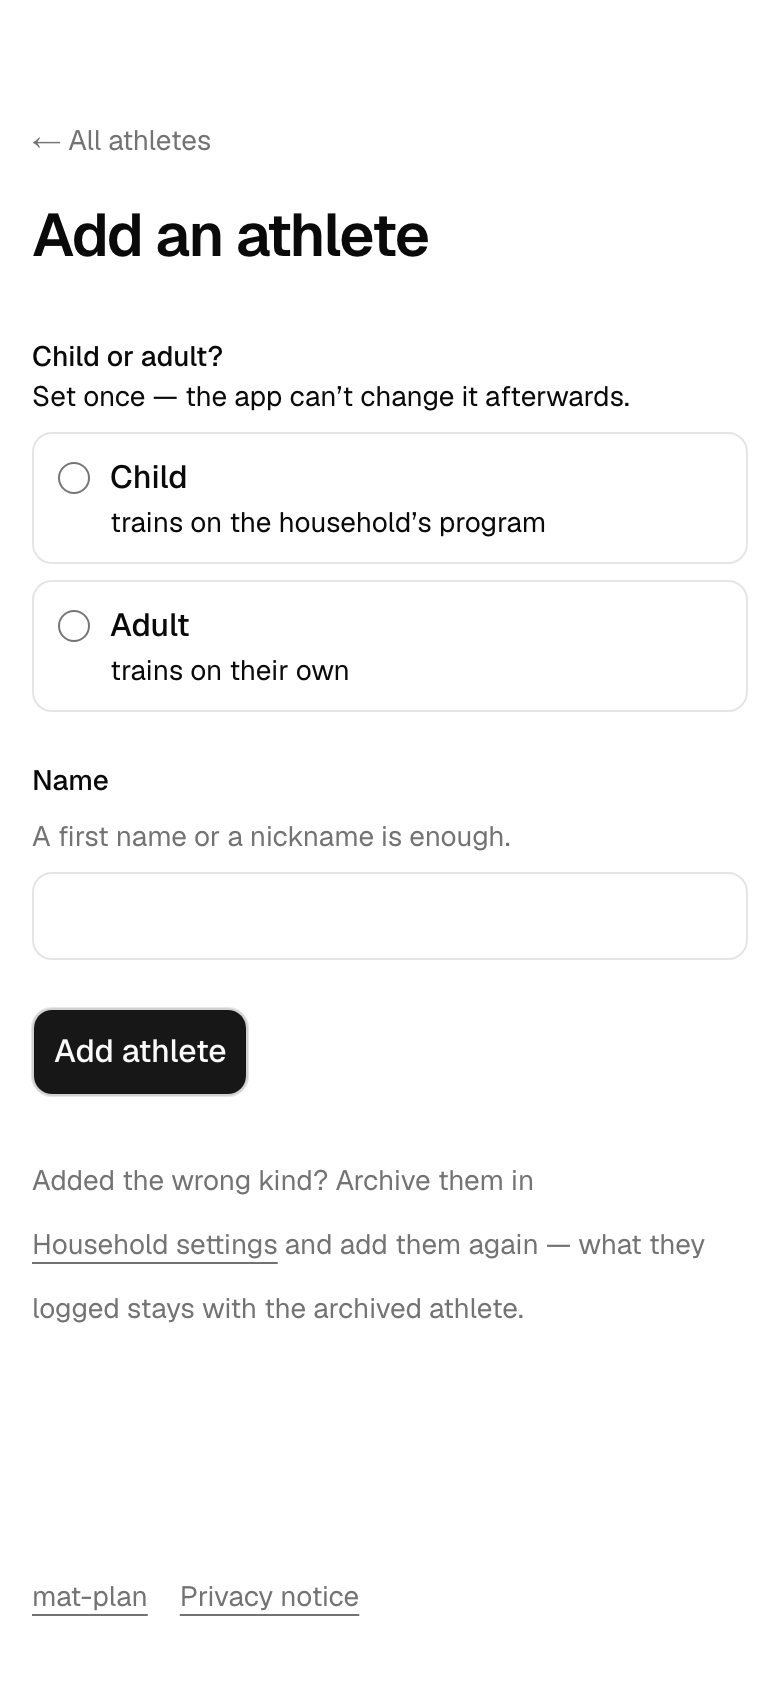 ← All athletes
Add an athlete
Child or adult?
Set once — the app can’t change it afterwards.
Child
trains on the household’s program
Adult
trains on their own
Name
A first name or a nickname is enough.
Add athlete
Added the wrong kind? Archive them in
Household settings and add them again — what they
logged stays with the archived athlete.
mat-plan Privacy notice